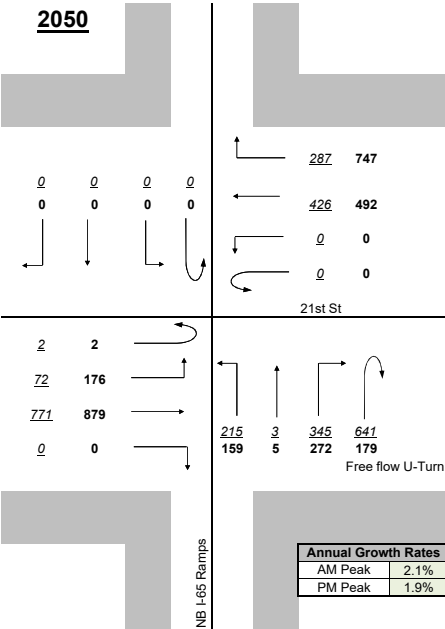 2050
287 747
0 0 0 0
0 0 0 0
426 492
0 0
0 0
21st St
2 2
72 176
771 879
0 0
215 3 345 641
159 5 272 179
Free flow U-Turn
NB I-65 Ramps
Annual Growth Rates
AM Peak 2.1%
PM Peak 1.9%